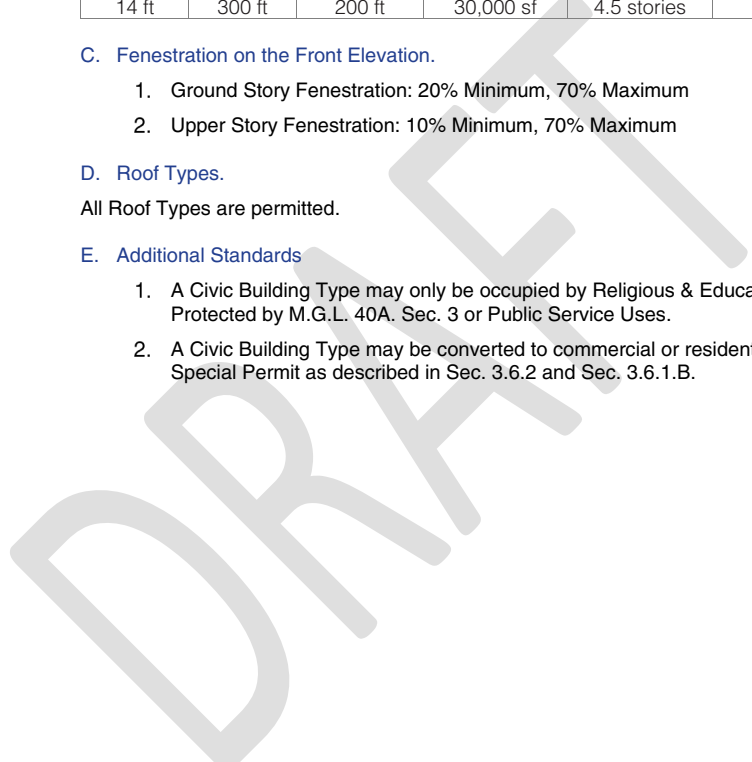 14 ft 300 ft 200 ft 30,000 sf 4.5 stories
C. Fenestration on the Front Elevation.
1. Ground Story Fenestration: 20% Minimum, 70% Maximum
2. Upper Story Fenestration: 10% Minimum, 70% Maximum
D. Roof Types.
All Roof Types are permitted.
E. Additional Standards
1. A Civic Building Type may only be occupied by Religious & Educa
Protected by M.G.L. 40A. Sec. 3 or Public Service Uses.
2. A Civic Building Type may be converted to commercial or resident
Special Permit as described in Sec. 3.6.2 and Sec. 3.6.1.B.
DRAFT